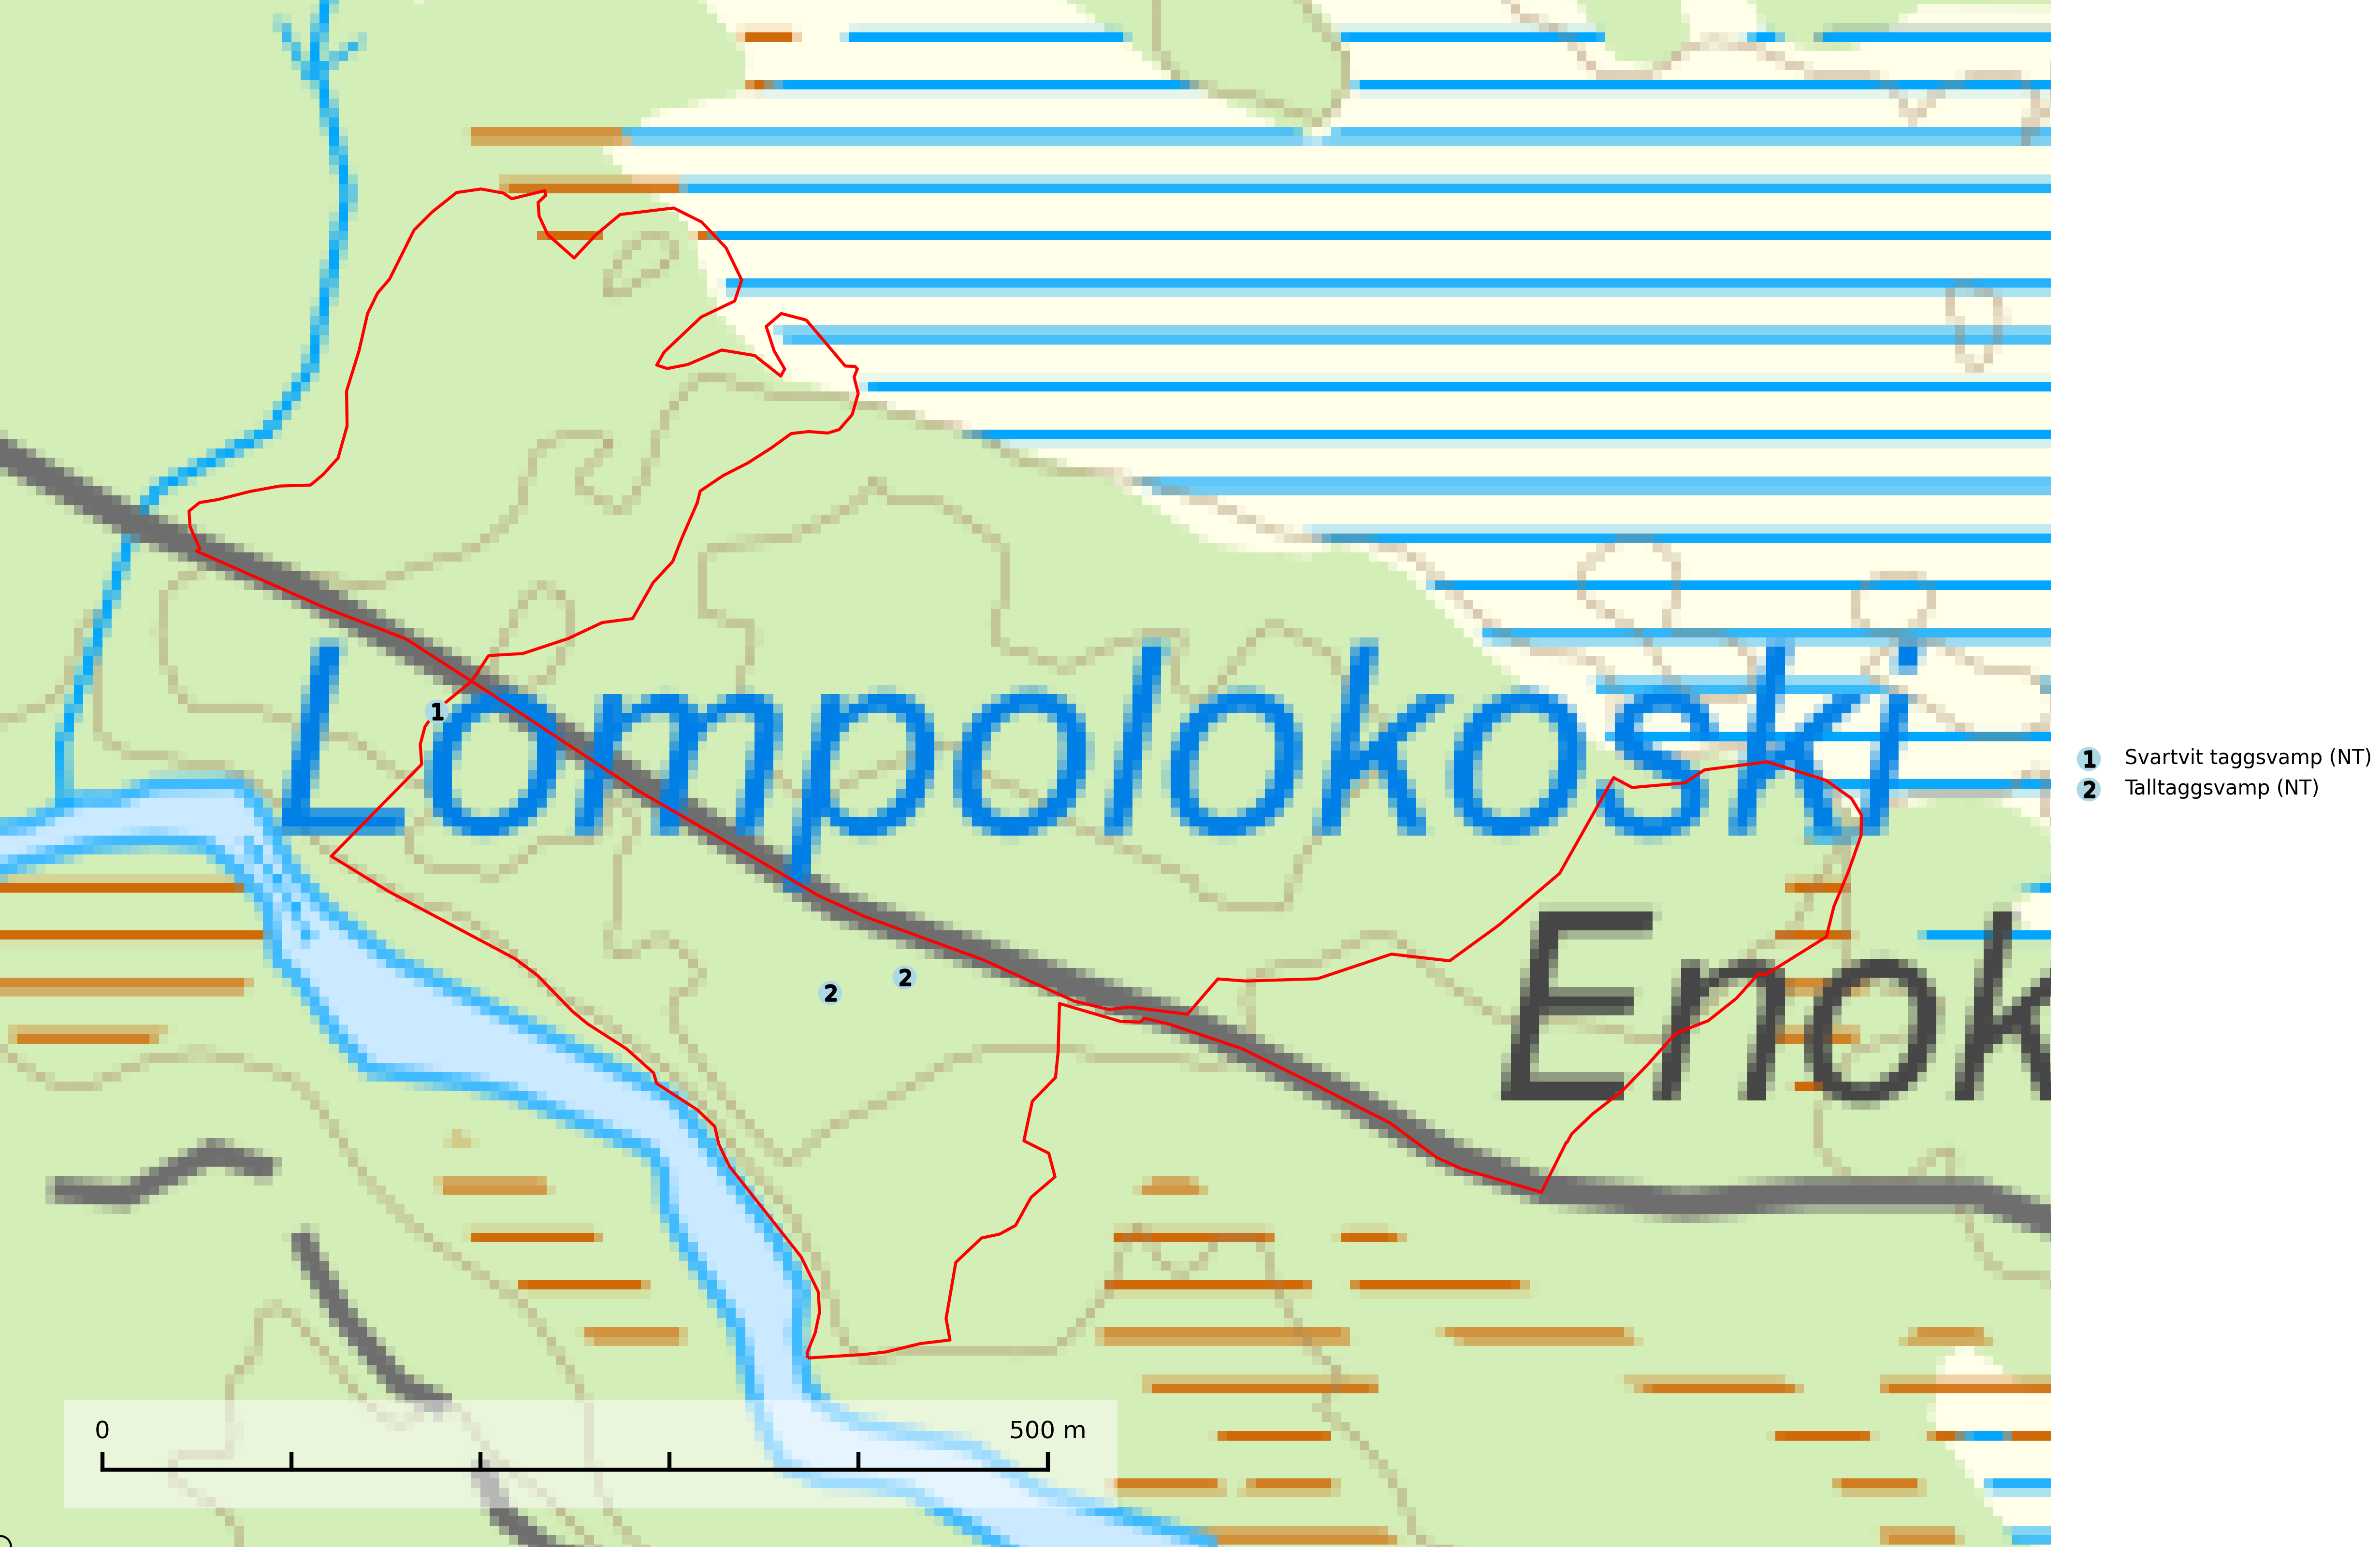 Lompolokoski
1
1 Svartvit taggsvamp (NT)
2 Talltaggsvamp (NT)
Enok
2 2
0 500 m